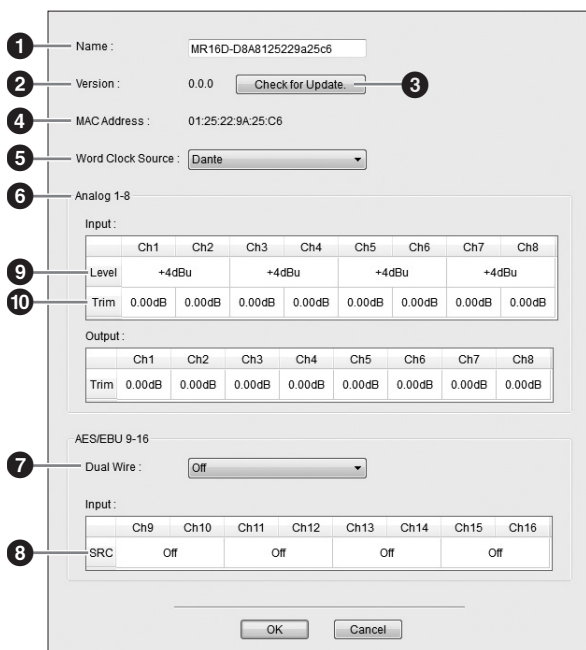 1 Name : MR16D-D8A8125229a25c6
2 Version : 0.0.0 Check for Update. 3
4 MAC Address : 01:25:22:9A:25:C6
5 Word Clock Source : Dante
6 Analog 1-8
Input :
Ch1 Ch2 Ch3 Ch4 Ch5 Ch6 Ch7 Ch8
9 Level +4dBu +4dBu +4dBu +4dBu
10 Trim 0.00dB 0.00dB 0.00dB 0.00dB 0.00dB 0.00dB 0.00dB 0.00dB
Output :
Ch1 Ch2 Ch3 Ch4 Ch5 Ch6 Ch7 Ch8
Trim 0.00dB 0.00dB 0.00dB 0.00dB 0.00dB 0.00dB 0.00dB 0.00dB
AES/EBU 9-16
7 Dual Wire : Off
Input :
Ch9 Ch10 Ch11 Ch12 Ch13 Ch14 Ch15 Ch16
8 SRC Off Off Off Off
OK Cancel